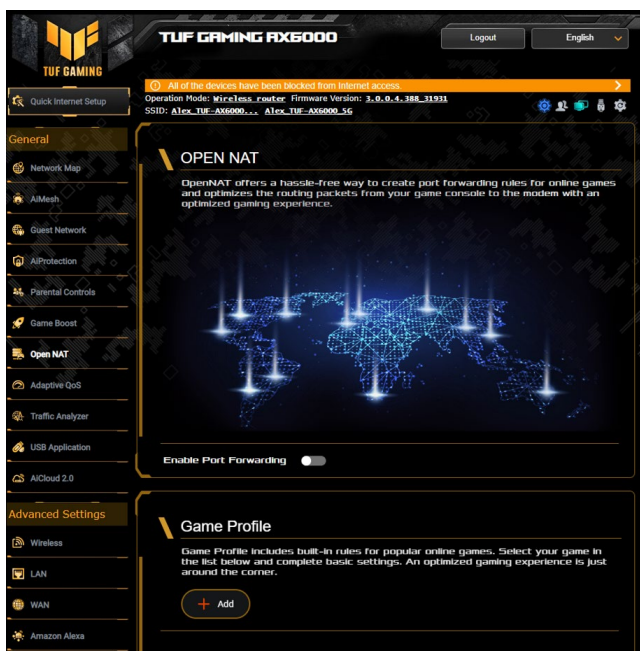 TUF GAMING
TUF GAMING AX6000
Logout
English
All of the devices have been blocked from Internet access.
Quick Internet Setup
Operation Mode: Wireless router Firmware Version: 3.0.0.4.388_31931
SSID: Alex_TUF-AX6000... Alex_TUF-AX6000_5G
General
Network Map
AiMesh
Guest Network
AiProtection
Parental Controls
Game Boost
Open NAT
Adaptive QoS
Traffic Analyzer
USB Application
AiCloud 2.0
Advanced Settings
Wireless
LAN
WAN
Amazon Alexa
OPEN NAT
OpenNAT offers a hassle-free way to create port forwarding rules for online games
and optimizes the routing packets from your game console to the modem with an
optimized gaming experience.
Enable Port Forwarding
Game Profile
Game Profile includes built-in rules for popular online games. Select your game in
the list below and complete basic settings. An optimized gaming experience is just
around the corner.
Add